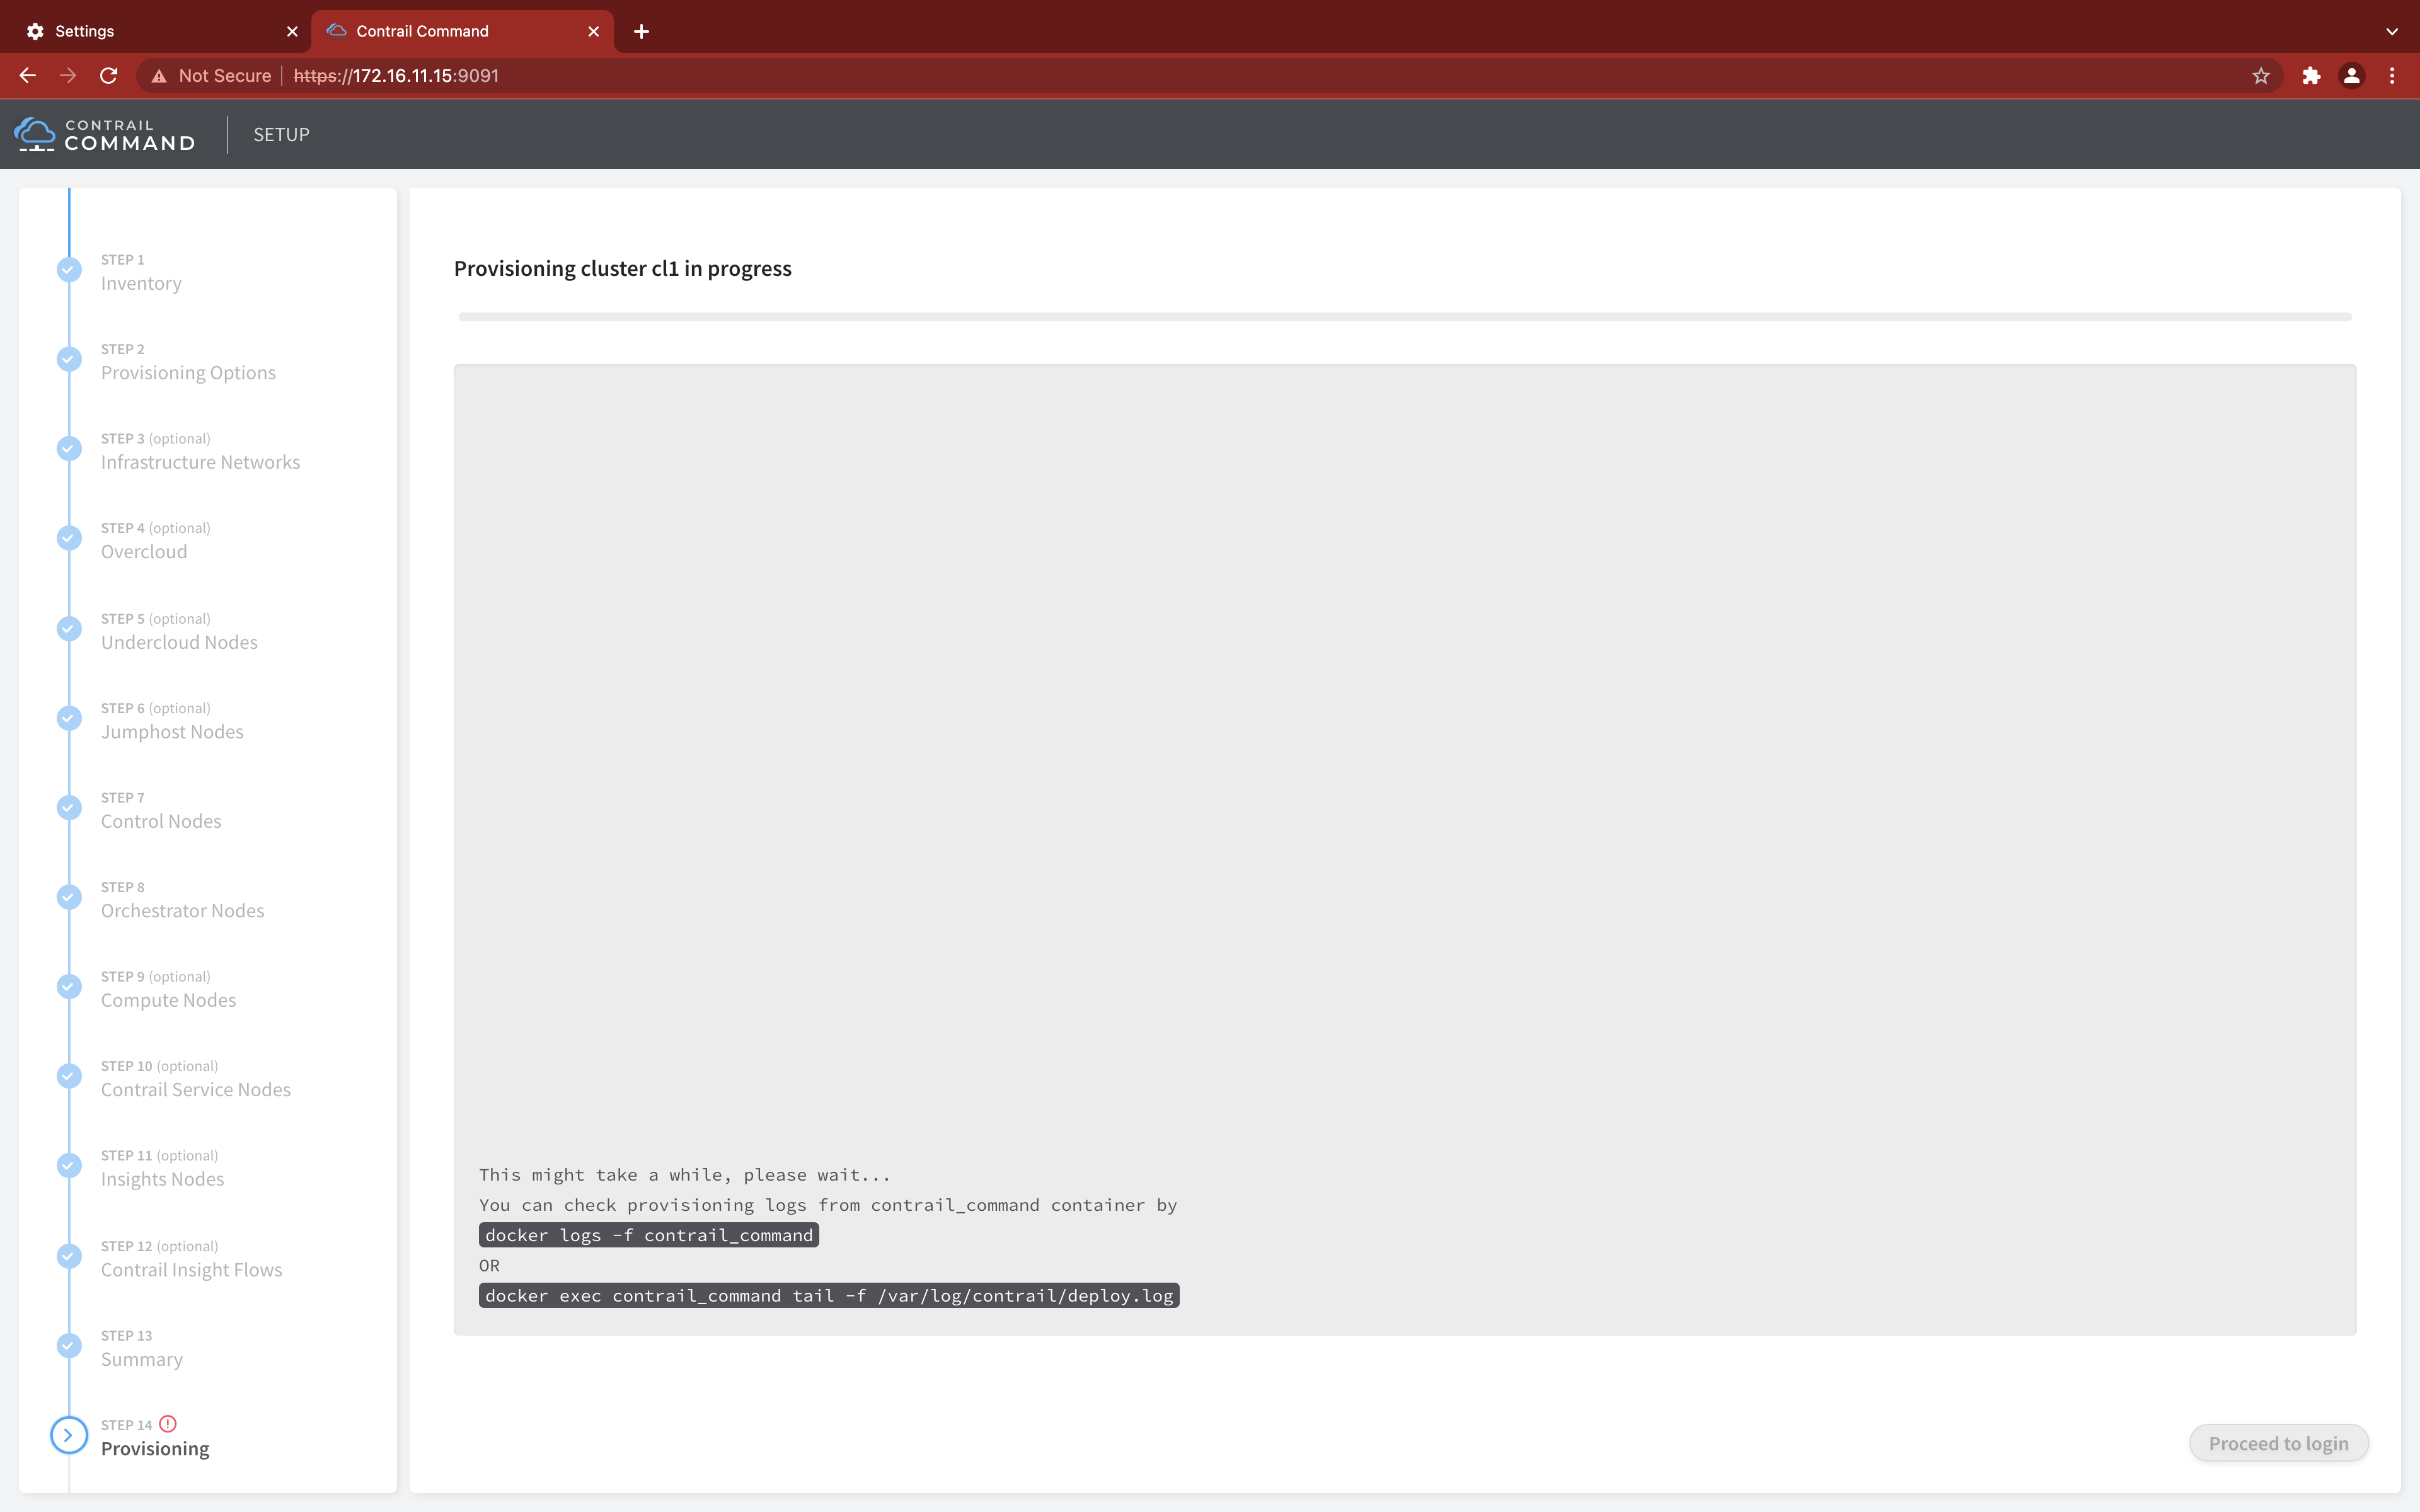 Settings
Contrail Command
Not Secure https://172.16.11.15:9091
CONTRAIL
COMMAND
SETUP
STEP 1
Inventory
STEP 2
Provisioning Options
STEP 3 (optional)
Infrastructure Networks
STEP 4 (optional)
Overcloud
STEP 5 (optional)
Undercloud Nodes
STEP 6 (optional)
Jumphost Nodes
STEP 7
Control Nodes
STEP 8
Orchestrator Nodes
STEP 9 (optional)
Compute Nodes
STEP 10 (optional)
Contrail Service Nodes
STEP 11 (optional)
Insights Nodes
STEP 12 (optional)
Contrail Insight Flows
STEP 13
Summary
STEP 14
Provisioning
Provisioning cluster cl1 in progress
This might take a while, please wait...
You can check provisioning logs from contrail_command container by
docker logs -f contrail_command
OR
docker exec contrail_command tail -f /var/log/contrail/deploy.log
Proceed to login